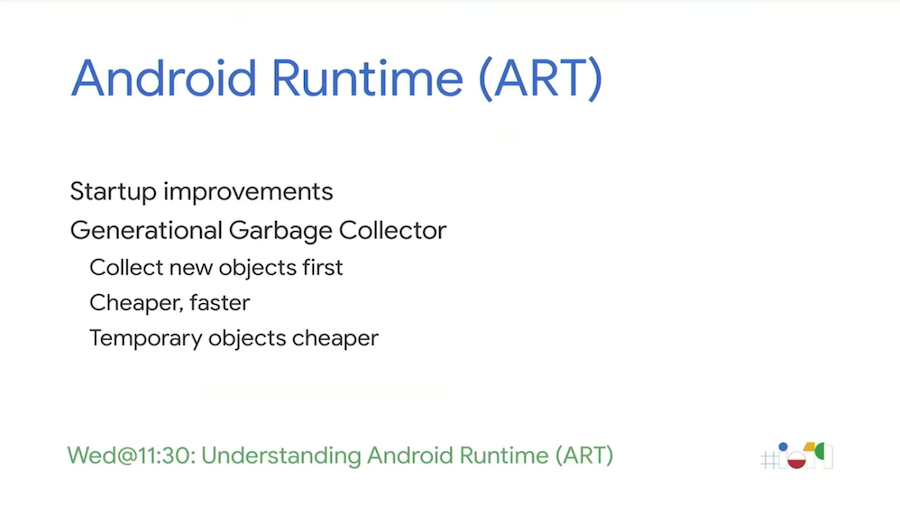 Android Runtime (ART)
Startup improvements
Generational Garbage Collector
Collect new objects first
Cheaper, faster
Temporary objects cheaper
Wed@11:30: Understanding Android Runtime (ART)
#io19